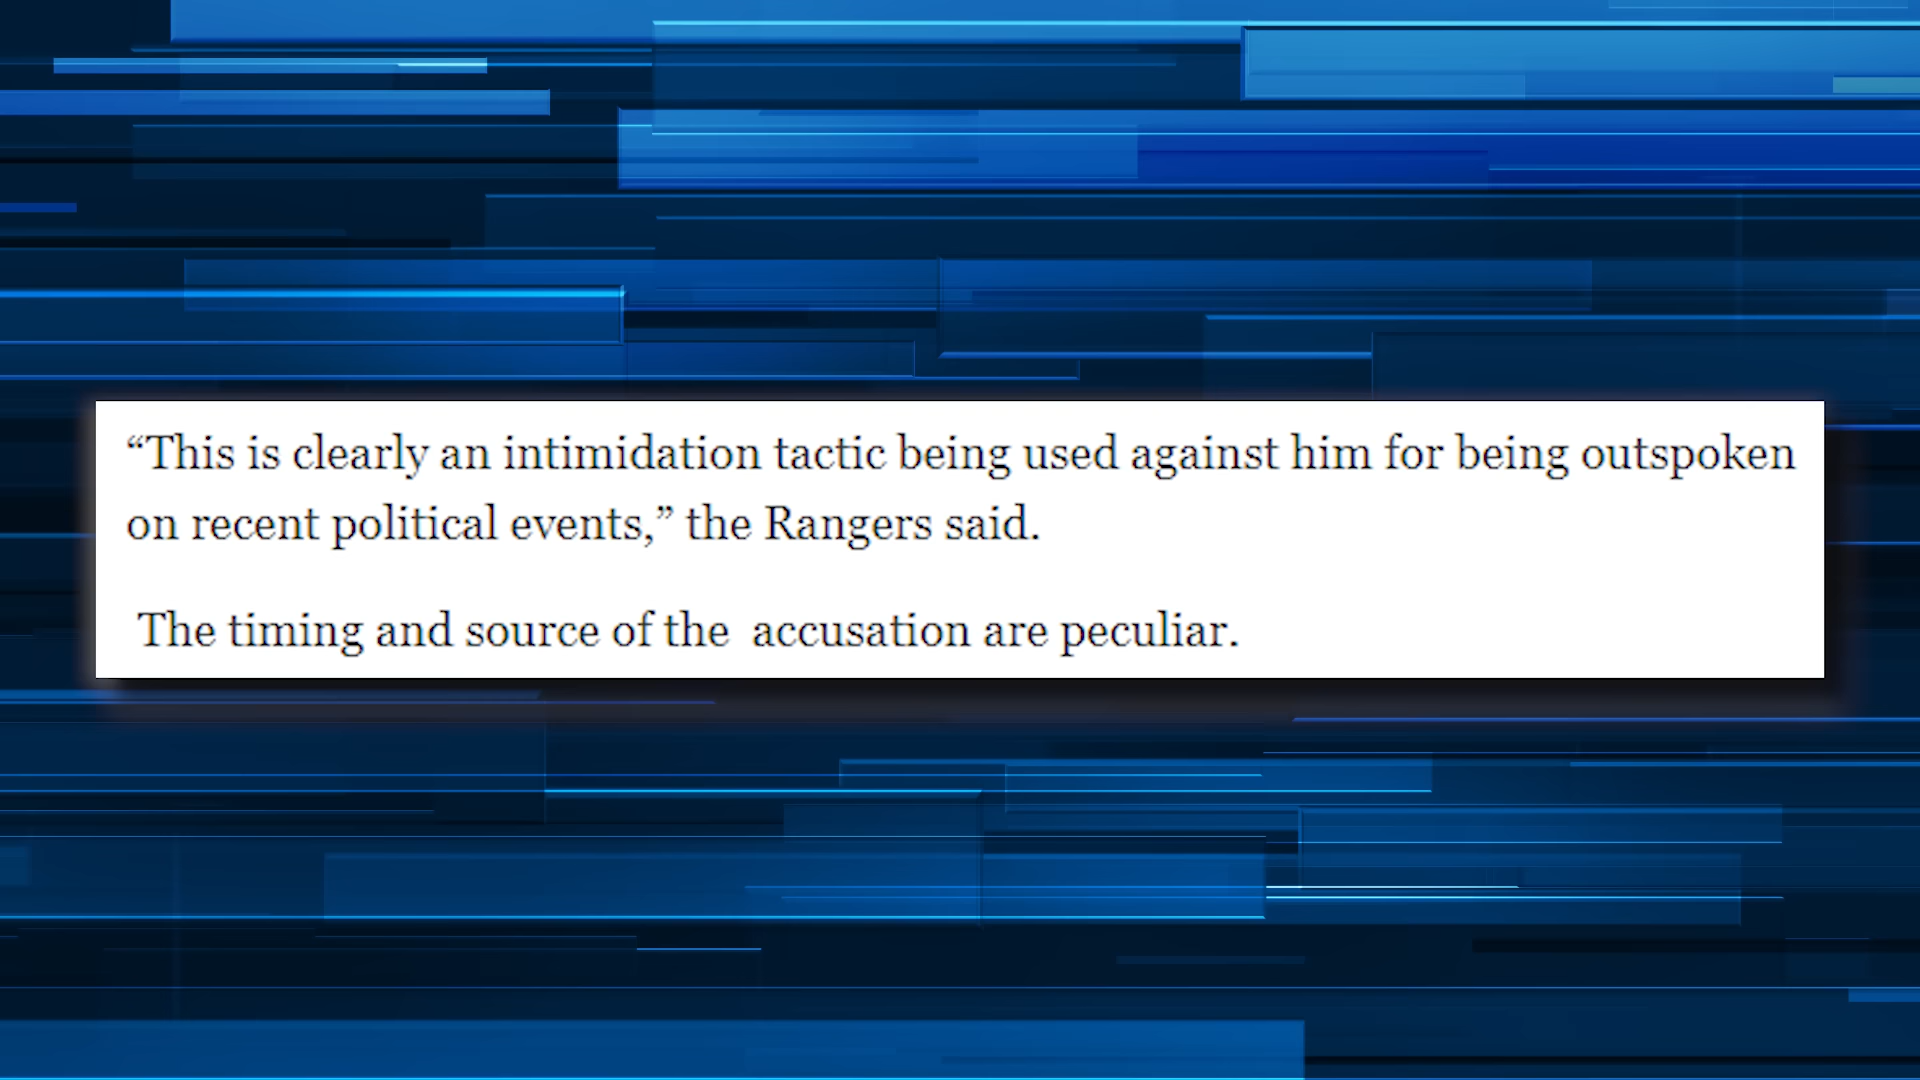 “This is clearly an intimidation tactic being used against him for being outspoken
on recent political events,” the Rangers said.
The timing and source of the  accusation are peculiar.